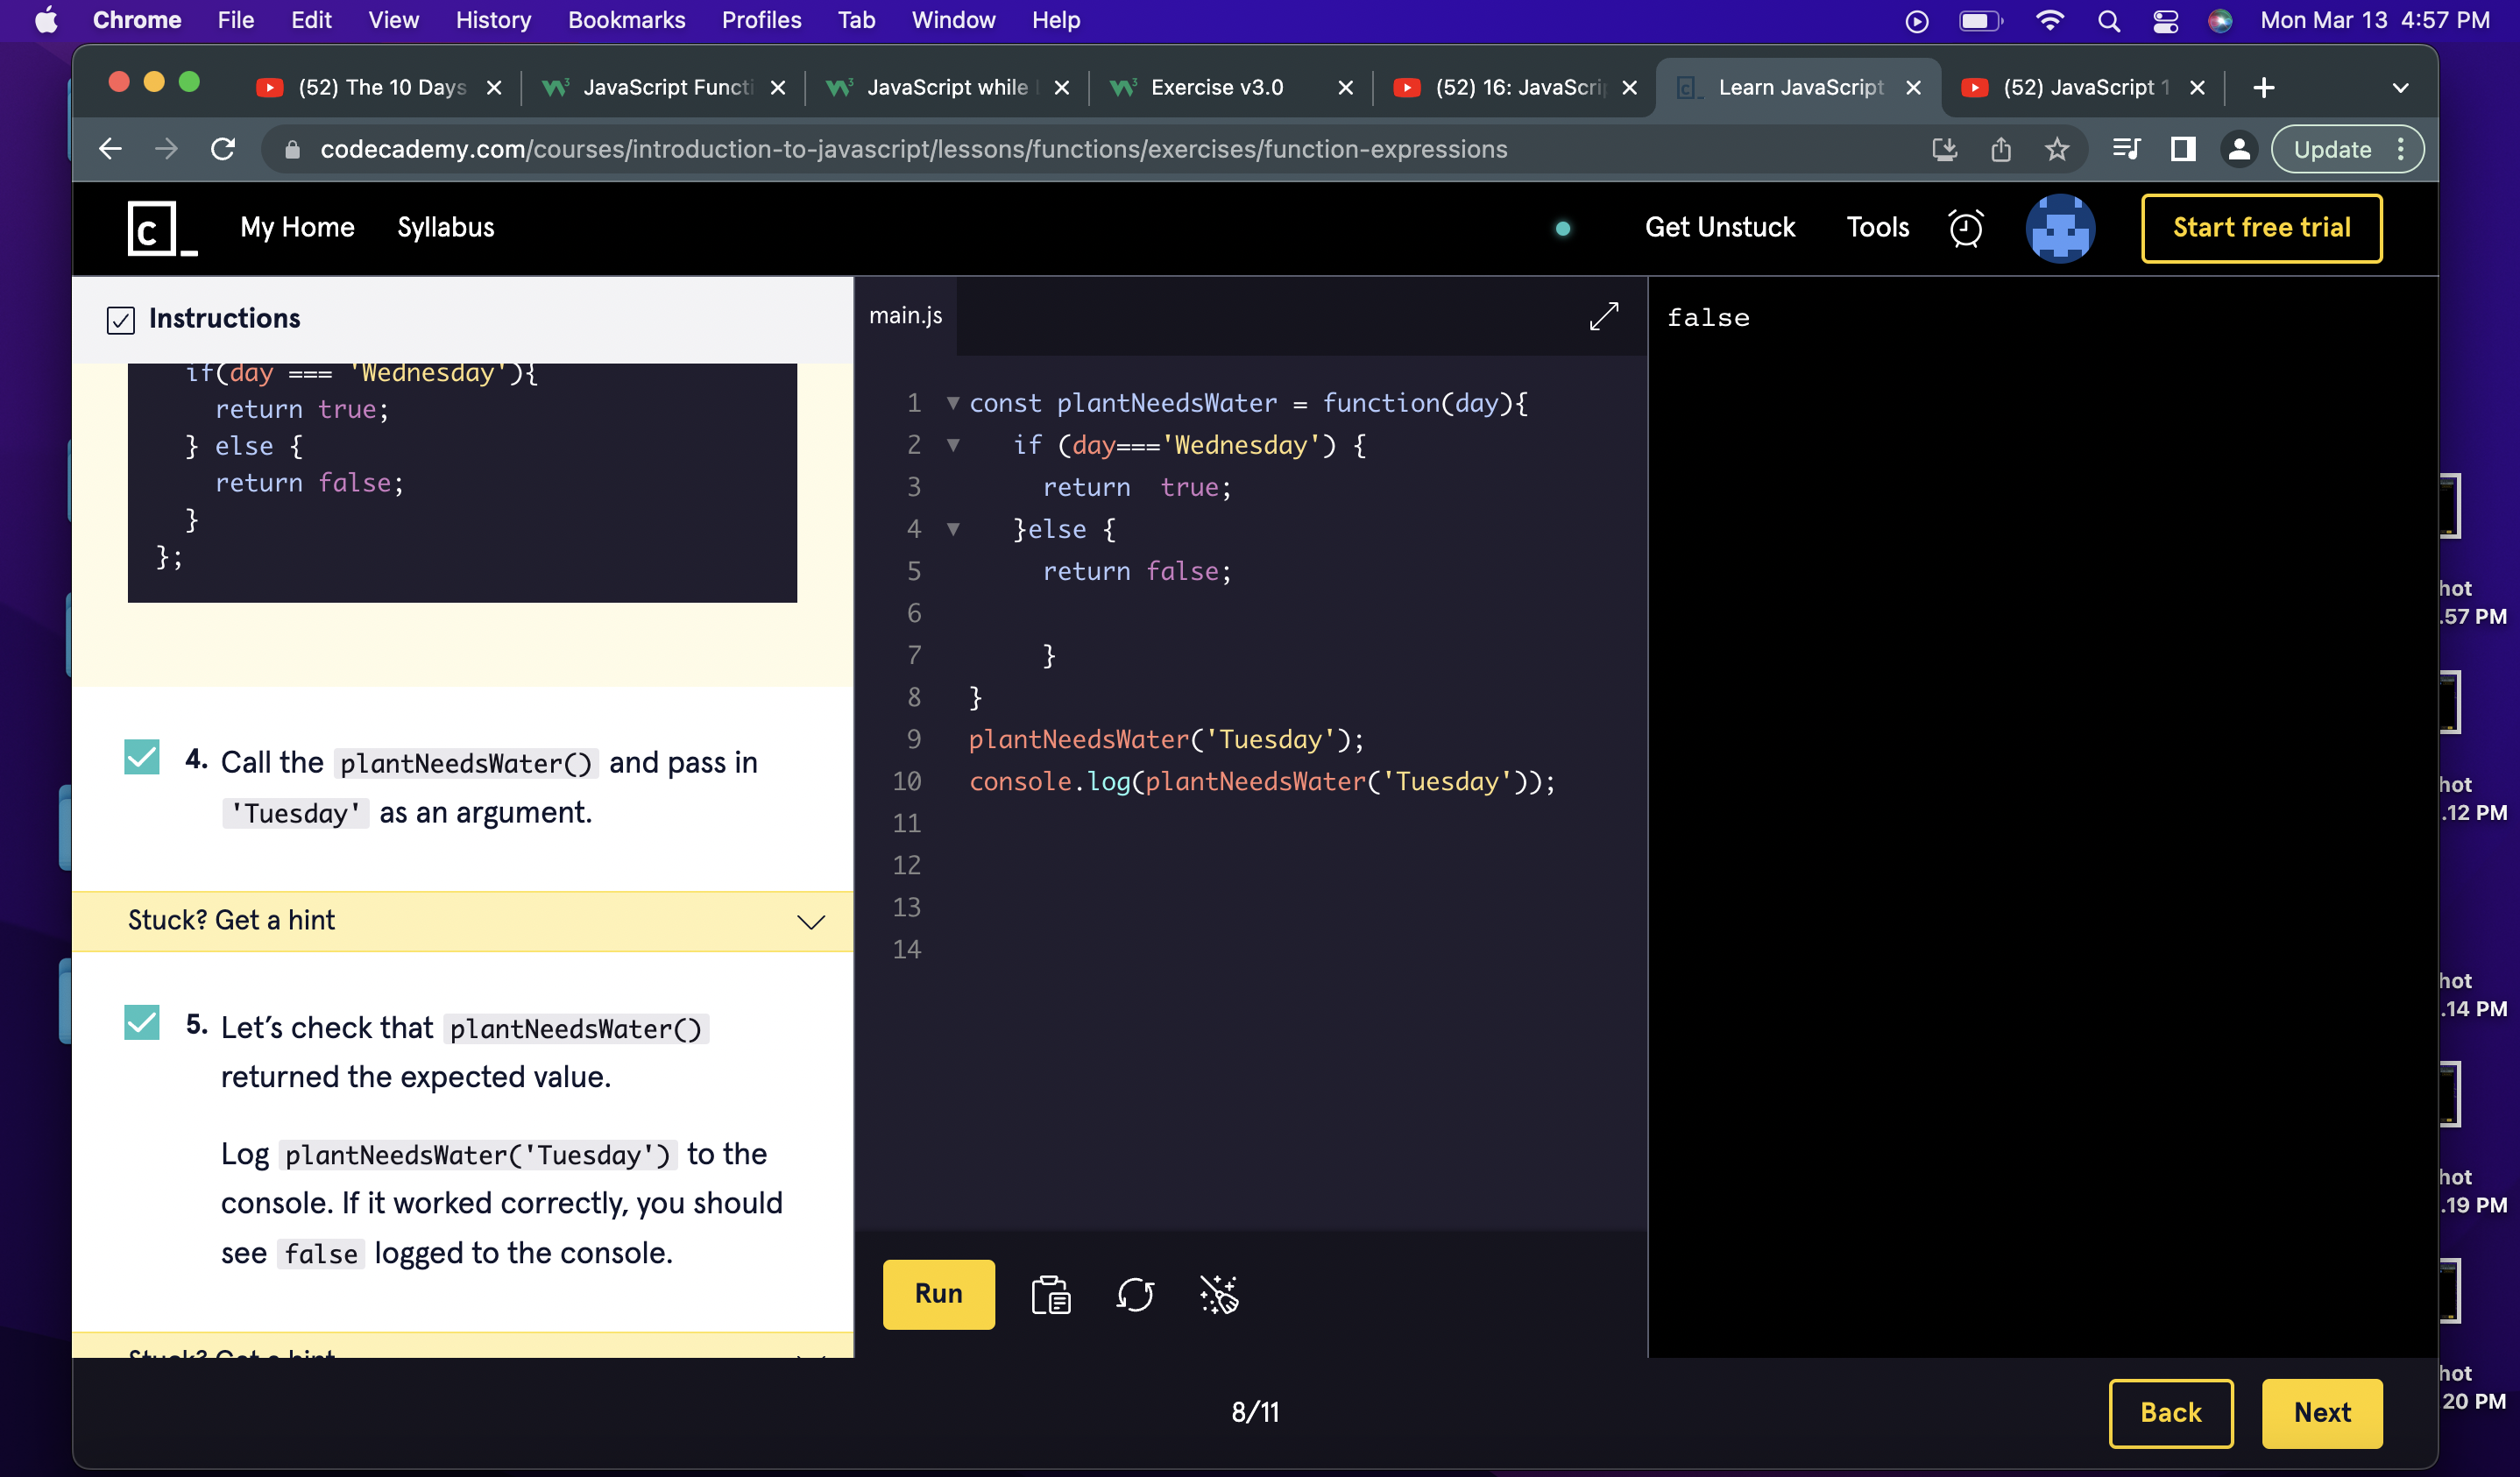 Chrome File Edit View History Bookmarks Profiles Tab Window Help Mon Mar 13 4:57 PM
(52) The 10 Days JavaScript Functi JavaScript while Exercise v3.0 (52) 16: JavaScri Learn JavaScript (52) JavaScript 1
codecademy.com/courses/introduction-to-javascript/lessons/functions/exercises/function-expressions Update
C_ My Home Syllabus Get Unstuck Tools Start free trial
Instructions
if(day === 'Wednesday'){
return true;
} else {
return false;
}
};
4. Call the plantNeedsWater() and pass in
'Tuesday' as an argument.
Stuck? Get a hint
5. Let's check that plantNeedsWater()
returned the expected value.
Log plantNeedsWater('Tuesday') to the
console. If it worked correctly, you should
see false logged to the console.
Stuck? Get a hint
main.js
1 const plantNeedsWater = function(day){
2 if (day==='Wednesday') {
3 return  true;
4 }else {
5 return false;
6
7 }
8 }
9 plantNeedsWater('Tuesday');
10 console.log(plantNeedsWater('Tuesday'));
11
12
13
14
Run
false
8/11
Back Next
hot
.57 PM
hot
.12 PM
hot
.14 PM
hot
.19 PM
hot
20 PM